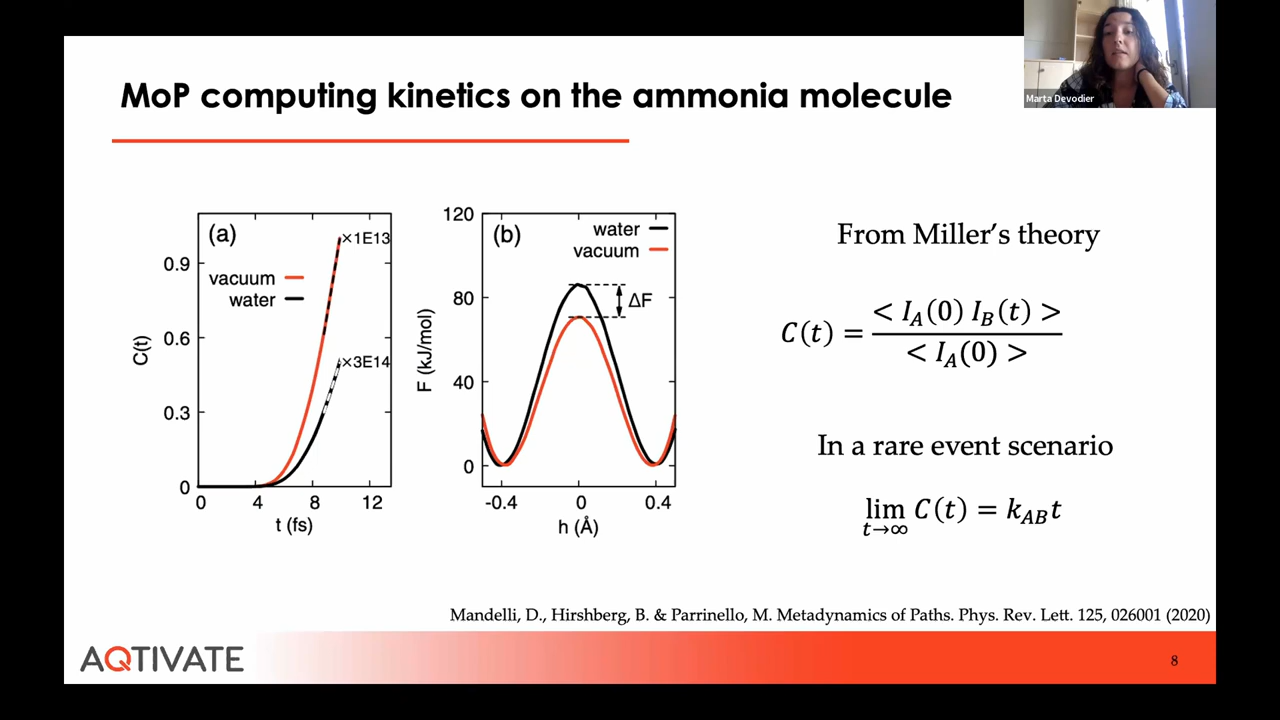 Marta Devodier
MoP computing kinetics on the ammonia molecule
(a)
×1E13
vacuum
water
×3E14
C(t)
0.9
0.6
0.3
0
0 4 8 12
t (fs)
(b)
water
vacuum
ΔF
F (kJ/mol)
120
80
40
0
-0.4 0 0.4
h (Å)
From Miller's theory
C(t) = < I_A(0) I_B(t) > / < I_A(0) >
In a rare event scenario
lim t→∞ C(t) = k_AB t
Mandelli, D., Hirshberg, B. & Parrinello, M. Metadynamics of Paths. Phys. Rev. Lett. 125, 026001 (2020)
AQTIVATE
8